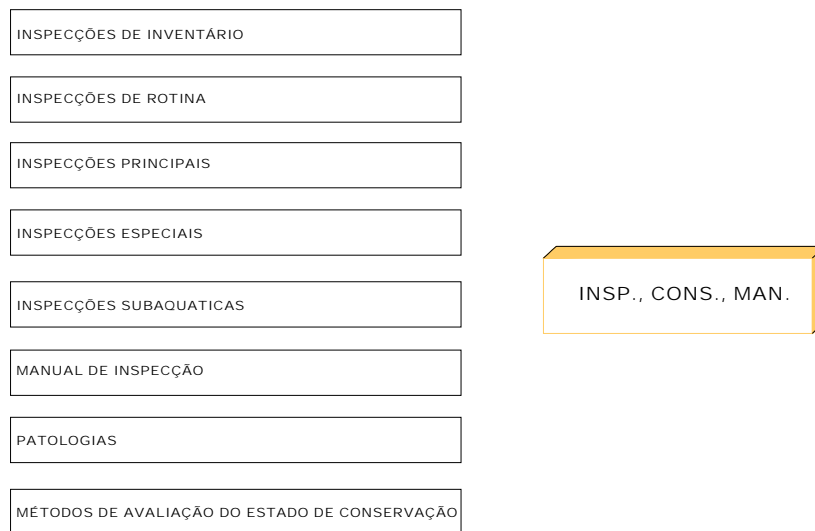 INSPECÇÕES DE INVENTÁRIO
INSPECÇÕES DE ROTINA
INSPECÇÕES PRINCIPAIS
INSPECÇÕES ESPECIAIS
INSPECÇÕES SUBAQUATICAS
MANUAL DE INSPECÇÃO
PATOLOGIAS
MÉTODOS DE AVALIAÇÃO DO ESTADO DE CONSERVAÇÃO
INSP., CONS., MAN.